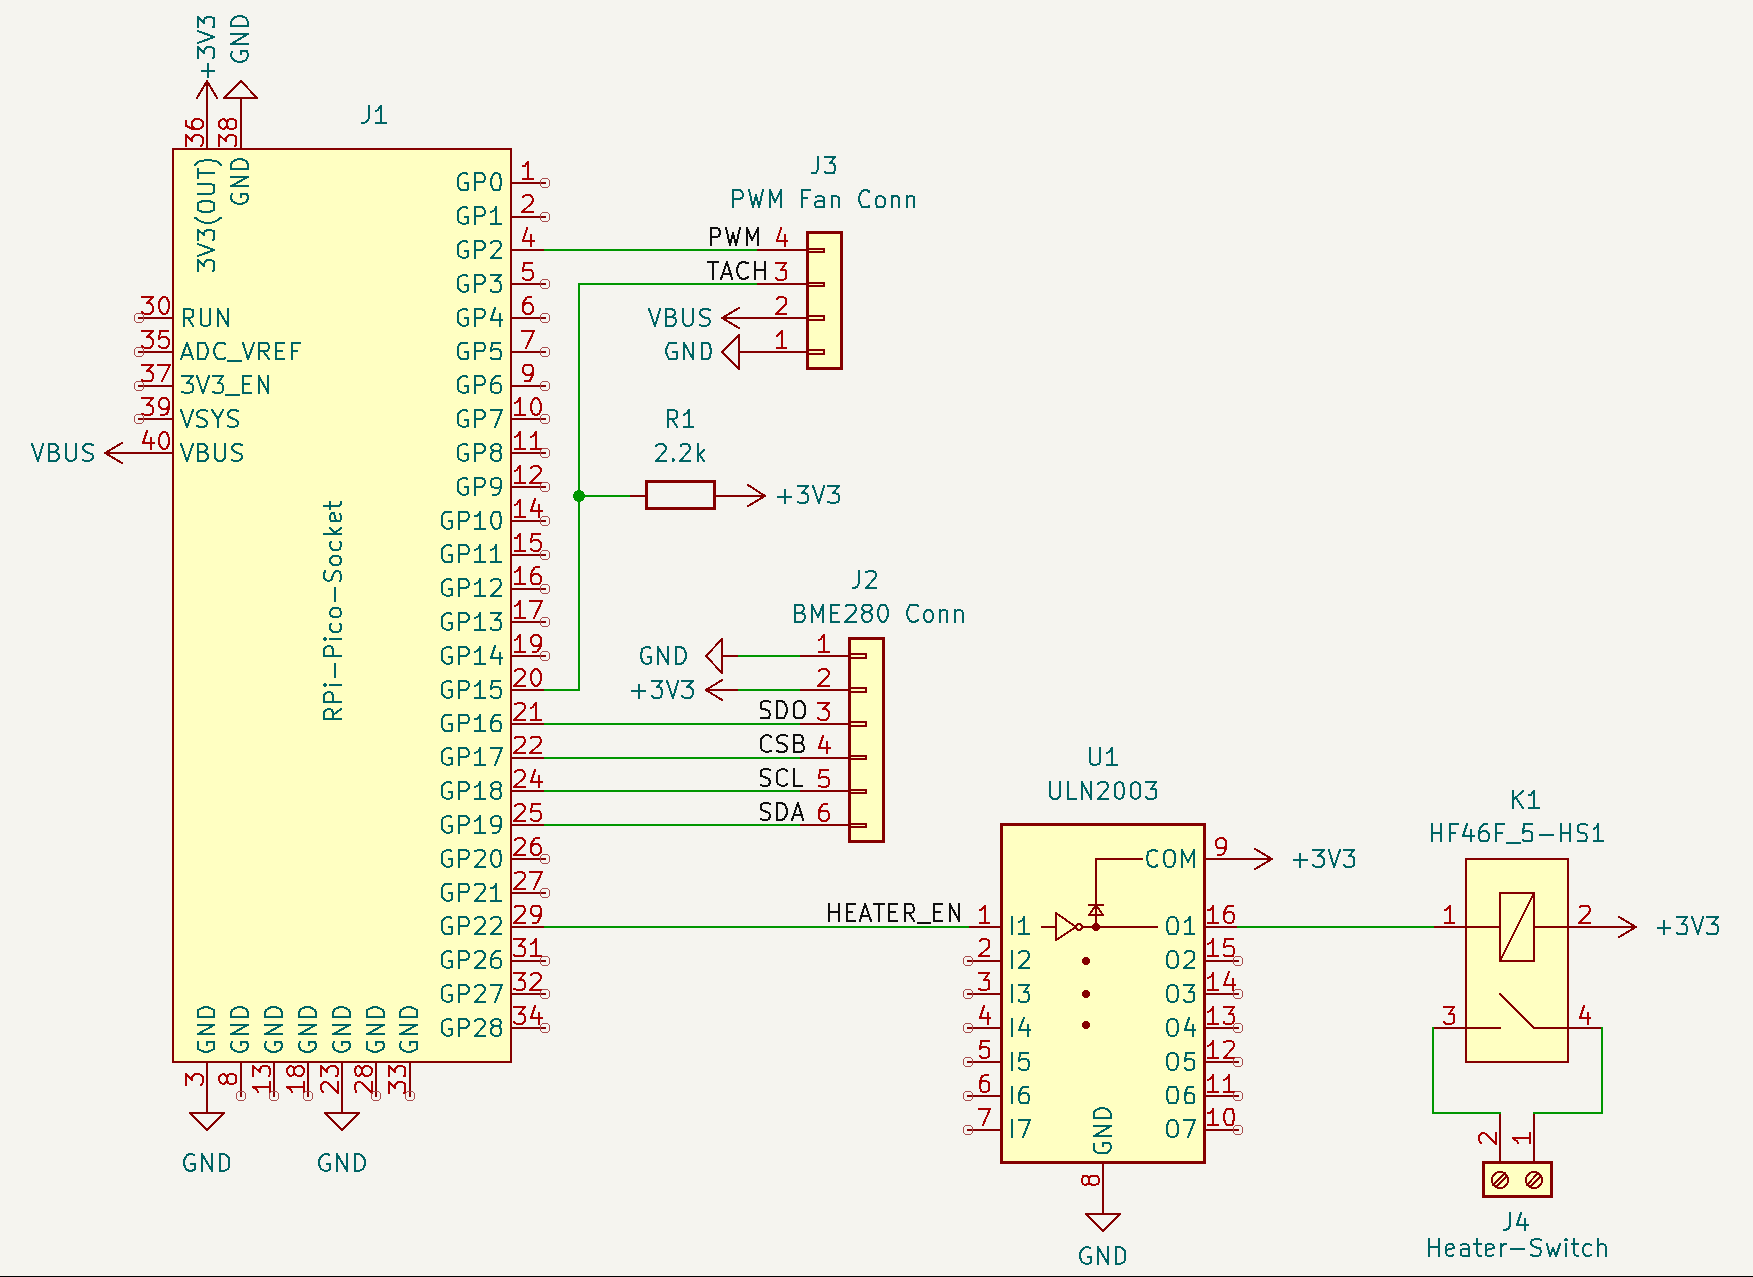 +3V3
GND
36
38
J1
3V3(OUT)
GND
RPi-Pico-Socket
30 RUN
35 ADC_VREF
37 3V3_EN
39 VSYS
VBUS 40 VBUS
GP0 1
GP1 2
GP2 4
GP3 5
GP4 6
GP5 7
GP6 9
GP7 10
GP8 11
GP9 12
GP10 14
GP11 15
GP12 16
GP13 17
GP14 19
GP15 20
GP16 21
GP17 22
GP18 24
GP19 25
GP20 26
GP21 27
GP22 29
GP26 31
GP27 32
GP28 34
GND GND GND GND GND GND GND
3 8 13 18 23 28 33
GND GND
J3
PWM Fan Conn
PWM 4
TACH 3
VBUS 2
GND 1
R1
2.2k
+3V3
J2
BME280 Conn
GND 1
+3V3 2
SDO 3
CSB 4
SCL 5
SDA 6
U1
ULN2003
COM 9 +3V3
HEATER_EN 1 I1 O1 16
2 I2 O2 15
3 I3 O3 14
4 I4 O4 13
5 I5 O5 12
6 I6 O6 11
7 I7 O7 10
GND
8
GND
K1
HF46F_5-HS1
1 2 +3V3
3 4
2 1
J4
Heater-Switch